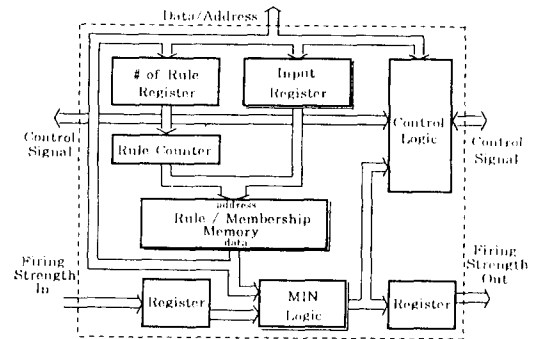 Data/Address
# of Rule
Register
Input
Register
Control
Logic
Control
Signal
Control
Signal
Rule Counter
address
Rule / Membership
Memory
data
Firing
Strength
In
Firing
Strength
Out
Register
MIN
Logic
Register